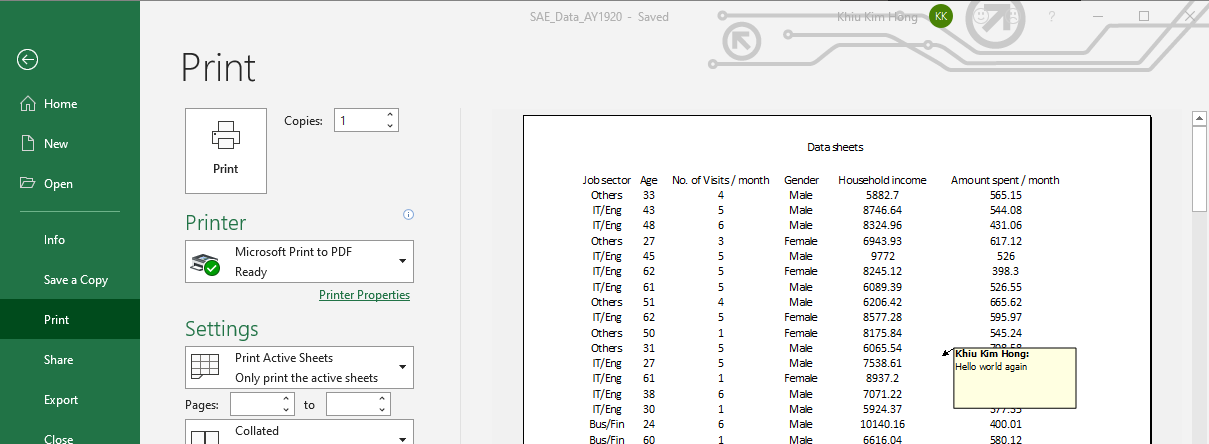 SAE_Data_AY1920 - Saved
Khiu Kim Hong
KK
?
Print
Home
New
Open
Info
Save a Copy
Print
Share
Export
Close
Print
Copies: 1
Printer
Microsoft Print to PDF
Ready
Printer Properties
Settings
Print Active Sheets
Only print the active sheets
Pages: to
Collated
Data sheets
Job sector Age No. of Visits / month Gender Household income Amount spent / month
Others 33 4 Male 5882.7 565.15
IT/Eng 43 5 Male 8746.64 544.08
IT/Eng 48 6 Male 8324.96 431.06
Others 27 3 Female 6943.93 617.12
IT/Eng 45 5 Male 9772 526
IT/Eng 62 5 Female 8245.12 398.3
IT/Eng 61 5 Male 6089.39 526.55
Others 51 4 Male 6206.42 665.62
IT/Eng 62 5 Female 8577.28 595.97
Others 50 1 Female 8175.84 545.24
Others 31 5 Male 6065.54
IT/Eng 27 5 Male 7538.61
IT/Eng 61 1 Female 8937.2
IT/Eng 38 6 Male 7071.22
IT/Eng 30 1 Male 5924.37
Bus/Fin 24 6 Male 10140.16 400.01
Bus/Fin 60 1 Male 6616.04 580.12
Khiu Kim Hong:
Hello world again